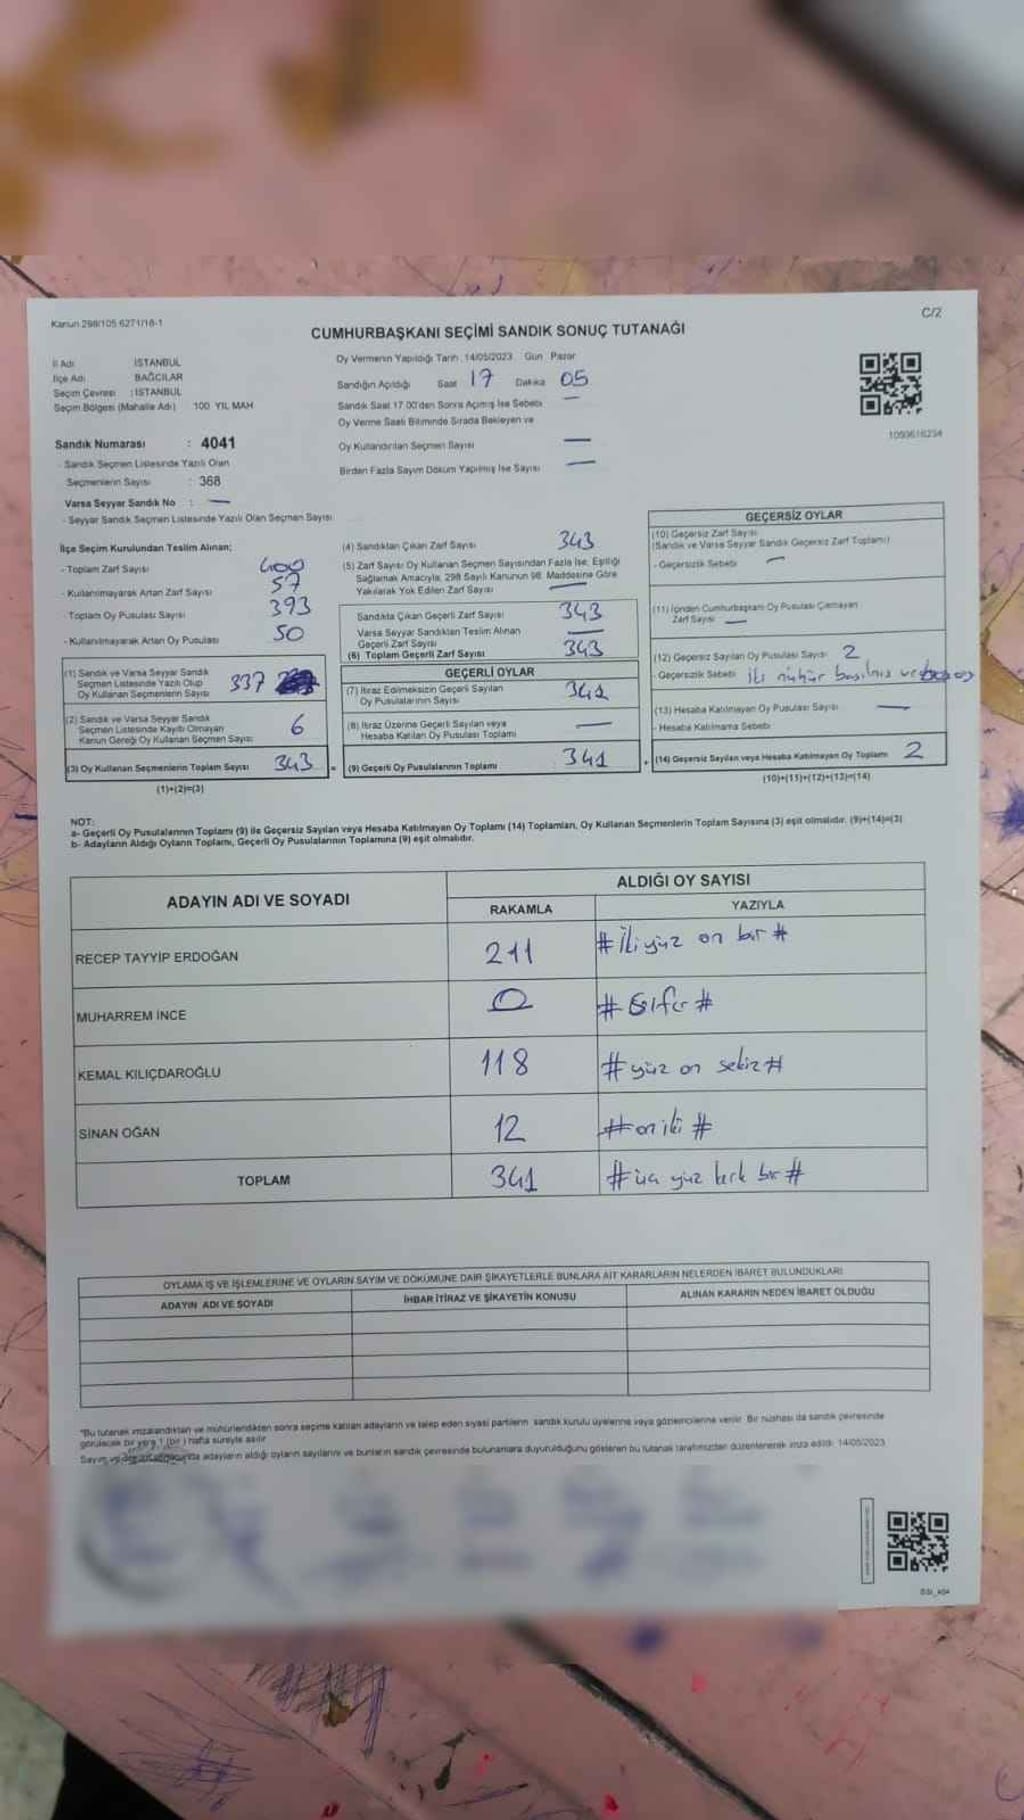 Kanun 298/105 6271/18-1
C/2
CUMHURBAŞKANI SEÇİMİ SANDIK SONUÇ TUTANAĞI
İl Adı : İSTANBUL
İlçe Adı : BAĞCILAR
Seçim Çevresi : İSTANBUL
Seçim Bölgesi (Mahalle Adı) 100 YIL MAH
Sandık Numarası : 4041
- Sandık Seçmen Listesinde Yazılı Olan
Seçmenlerin Sayısı : 368
Varsa Seyyar Sandık No : —
- Seyyar Sandık Seçmen Listesinde Yazılı Olan Seçmen Sayısı
Oy Vermenin Yapıldığı Tarih : 14/05/2023 Gün Pazar
Sandığın Açıldığı Saat 17 Dakika 05
Sandık Saat 17.00'den Sonra Açılmış İse Sebebi —
Oy Verme Saati Bitiminde Sırada Bekleyen ve
Oy Kullandırılan Seçmen Sayısı —
Birden Fazla Sayım Döküm Yapılmış İse Sayısı —
1093616234
İlçe Seçim Kurulundan Teslim Alınan;
- Toplam Zarf Sayısı 400
- Kullanılmayarak Artan Zarf Sayısı 57
- Toplam Oy Pusulası Sayısı 393
- Kullanılmayarak Artan Oy Pusulası 50
(1) Sandık ve Varsa Seyyar Sandık
Seçmen Listesinde Yazılı Olup
Oy Kullanan Seçmenlerin Sayısı 337
(2) Sandık ve Varsa Seyyar Sandık
Seçmen Listesinde Kayıtlı Olmayan
Kanun Gereği Oy Kullanan Seçmen Sayısı 6
(3) Oy Kullanan Seçmenlerin Toplam Sayısı 343
(1)+(2)=(3)
(4) Sandıktan Çıkan Zarf Sayısı 343
(5) Zarf Sayısı Oy Kullanan Seçmen Sayısından Fazla İse, Eşitliği
Sağlamak Amacıyla, 298 Sayılı Kanunun 98. Maddesine Göre
Yakılarak Yok Edilen Zarf Sayısı —
Sandıkta Çıkan Geçerli Zarf Sayısı 343
Varsa Seyyar Sandıktan Teslim Alınan
Geçerli Zarf Sayısı —
(6) Toplam Geçerli Zarf Sayısı 343
GEÇERLİ OYLAR
(7) İtiraz Edilmeksizin Geçerli Sayılan
Oy Pusulalarının Sayısı 341
(8) İtiraz Üzerine Geçerli Sayılan veya
Hesaba Katılan Oy Pusulası Toplamı —
= (9) Geçerli Oy Pusulalarının Toplamı 341
GEÇERSİZ OYLAR
(10) Geçersiz Zarf Sayısı
(Sandık ve Varsa Seyyar Sandık Geçersiz Zarf Toplamı)
- Geçersizlik Sebebi —
(11) İçinden Cumhurbaşkanı Oy Pusulası Çıkmayan
Zarf Sayısı —
(12) Geçersiz Sayılan Oy Pusulası Sayısı 2
- Geçersizlik Sebebi iki mühür basılmış ve
(13) Hesaba Katılmayan Oy Pusulası Sayısı —
- Hesaba Katılmama Sebebi
+ (14) Geçersiz Sayılan veya Hesaba Katılmayan Oy Toplamı 2
(10)+(11)+(12)+(13)=(14)
NOT:
a- Geçerli Oy Pusulalarının Toplamı (9) ile Geçersiz Sayılan veya Hesaba Katılmayan Oy Toplamı (14) Toplamları, Oy Kullanan Seçmenlerin Toplam Sayısına (3) eşit olmalıdır. (9)+(14)=(3)
b- Adayların Aldığı Oyların Toplamı, Geçerli Oy Pusulalarının Toplamına (9) eşit olmalıdır.
ADAYIN ADI VE SOYADI
ALDIĞI OY SAYISI
RAKAMLA YAZIYLA
RECEP TAYYİP ERDOĞAN 211 # İkiyüz on bir #
MUHARREM İNCE 0 # Sıfır #
KEMAL KILIÇDAROĞLU 118 # yüz on sekiz #
SİNAN OĞAN 12 # on iki #
TOPLAM 341 # üç yüz kırk bir #
OYLAMA İŞ VE İŞLEMLERİNE VE OYLARIN SAYIM VE DÖKÜMÜNE DAİR ŞİKAYETLERLE BUNLARA AİT KARARLARIN NELERDEN İBARET BULUNDUKLARI
ADAYIN ADI VE SOYADI İHBAR İTİRAZ VE ŞİKAYETİN KONUSU ALINAN KARARIN NEDEN İBARET OLDUĞU
"Bu tutanak imzalandıktan ve mühürlendikten sonra seçime katılan adayların ve talep eden siyasi partilerin sandık kurulu üyelerine veya gözlemcilerine verilir. Bir nüshası da sandık çevresinde
görülecek bir yere 1 (bir) hafta süreyle asılır.
adayların aldığı oyların sayılarını ve bunların sandık çevresinde bulunanlara duyurulduğunu gösteren bu tutanak tarafımızdan düzenlenerek imza edildi. 14/05/2023